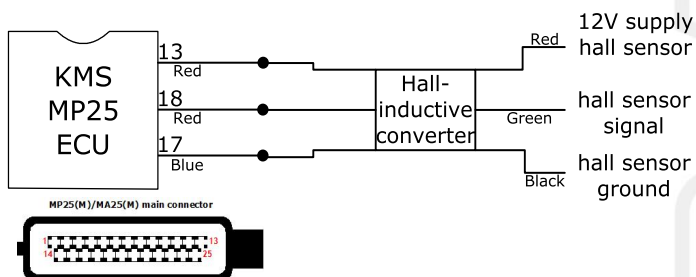 12V supply
hall sensor
Red
13
Red
KMS
MP25
ECU
18
Red
Hall-
inductive
converter
Green
hall sensor
signal
17
Blue
Black
hall sensor
ground
MP25(M)/MA25(M) main connector
1
13
14
25